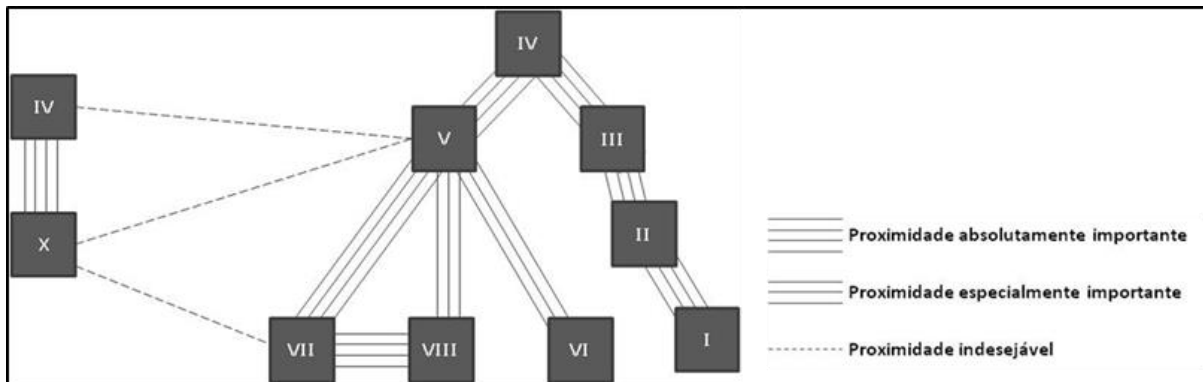 IV
IV
V
III
X
II
VII
VIII
VI
I
Proximidade absolutamente importante
Proximidade especialmente importante
Proximidade indesejável